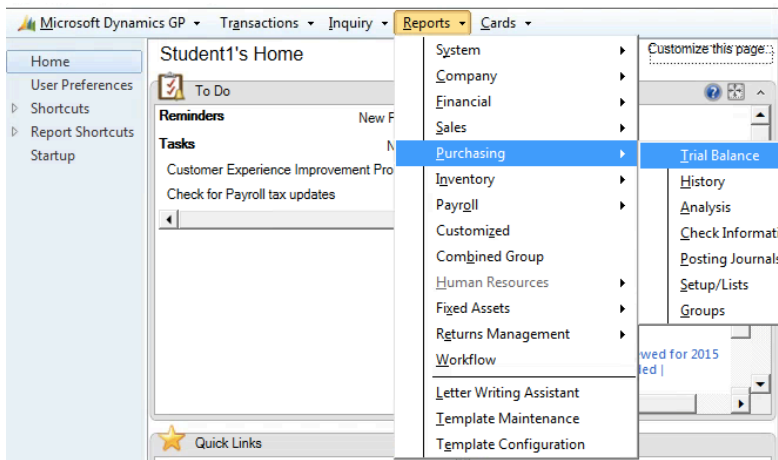 Microsoft Dynamics GP Transactions Inquiry Reports Cards
Home
User Preferences
Shortcuts
Report Shortcuts
Startup
Student1's Home
Customize this page...
To Do
Reminders
New
Tasks
Customer Experience Improvement Pro
Check for Payroll tax updates
Quick Links
System
Company
Financial
Sales
Purchasing
Inventory
Payroll
Customized
Combined Group
Human Resources
Fixed Assets
Returns Management
Workflow
Letter Writing Assistant
Template Maintenance
Template Configuration
Trial Balance
History
Analysis
Check Informati
Posting Journals
Setup/Lists
Groups
wed for 2015
led |